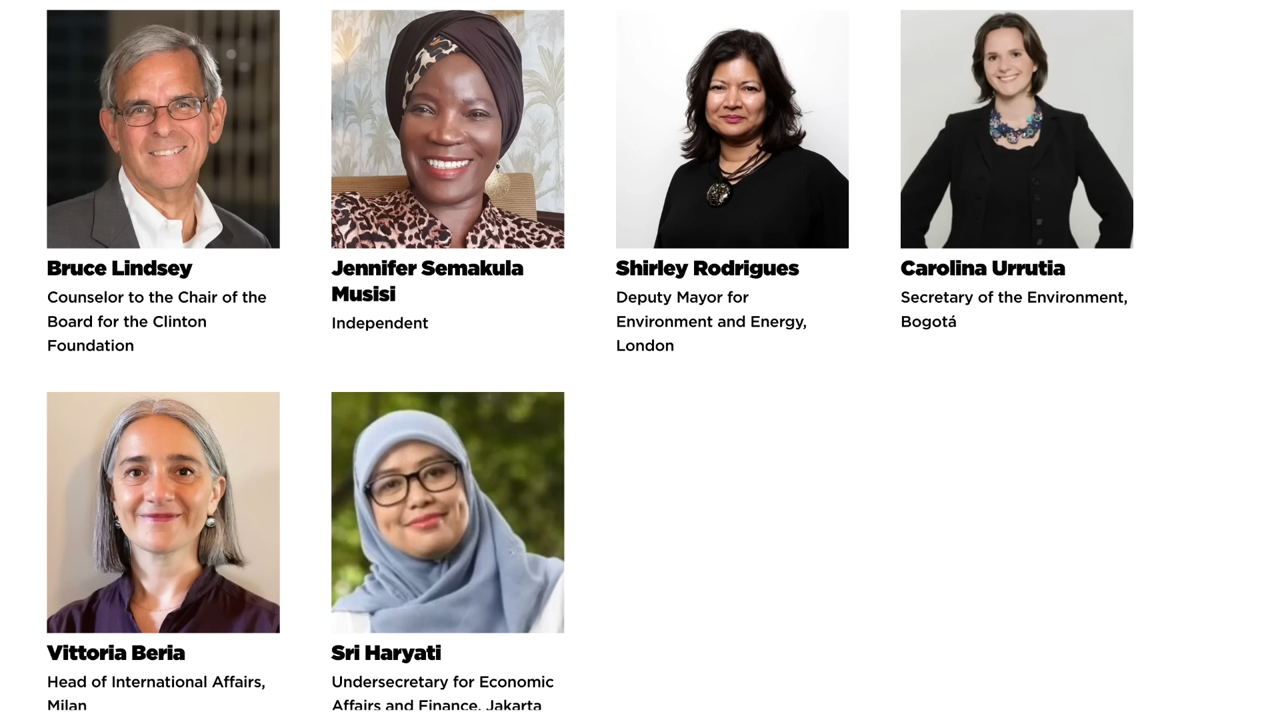 Bruce Lindsey
Counselor to the Chair of the
Board for the Clinton
Foundation
Jennifer Semakula
Musisi
Independent
Shirley Rodrigues
Deputy Mayor for
Environment and Energy,
London
Carolina Urrutia
Secretary of the Environment,
Bogotá
Vittoria Beria
Head of International Affairs,
Milan
Sri Haryati
Undersecretary for Economic
Affairs and Finance, Jakarta